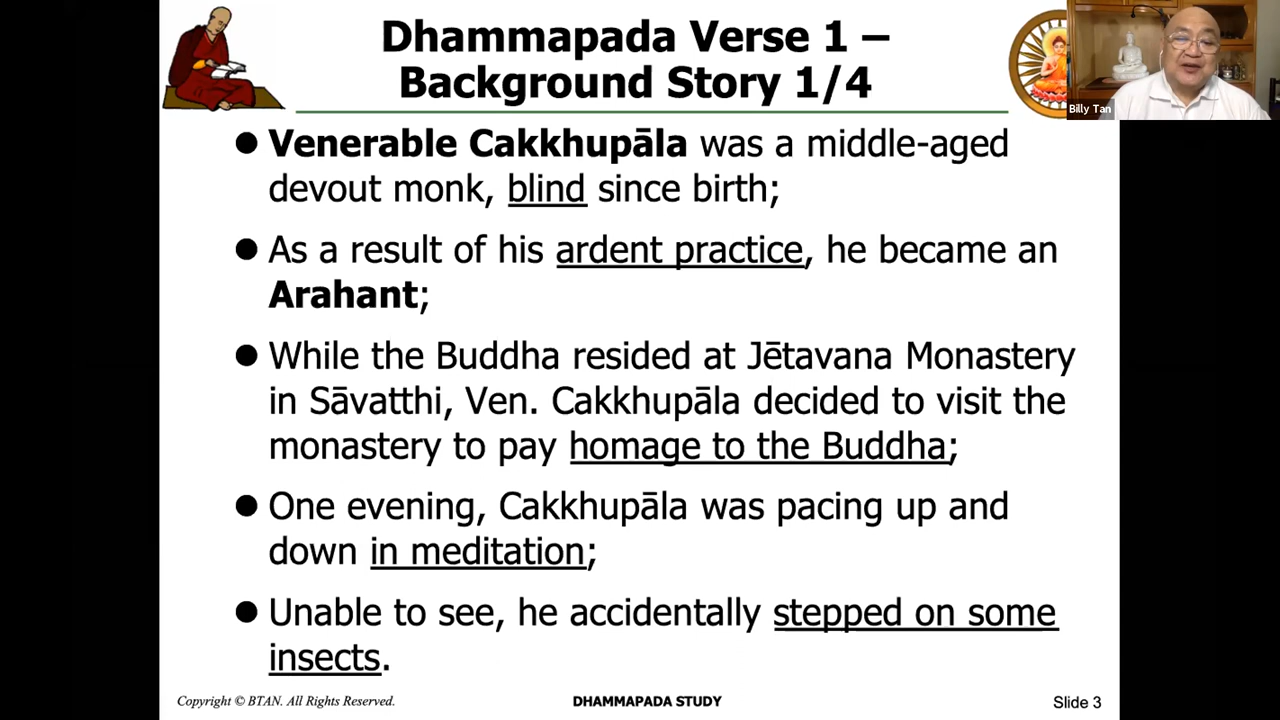 Dhammapada Verse 1 –
Background Story 1/4
Billy Tan
● Venerable Cakkhupāla was a middle-aged
devout monk, blind since birth;
● As a result of his ardent practice, he became an
Arahant;
● While the Buddha resided at Jētavana Monastery
in Sāvatthi, Ven. Cakkhupāla decided to visit the
monastery to pay homage to the Buddha;
● One evening, Cakkhupāla was pacing up and
down in meditation;
● Unable to see, he accidentally stepped on some
insects.
Copyright © BTAN. All Rights Reserved.
DHAMMAPADA STUDY
Slide 3